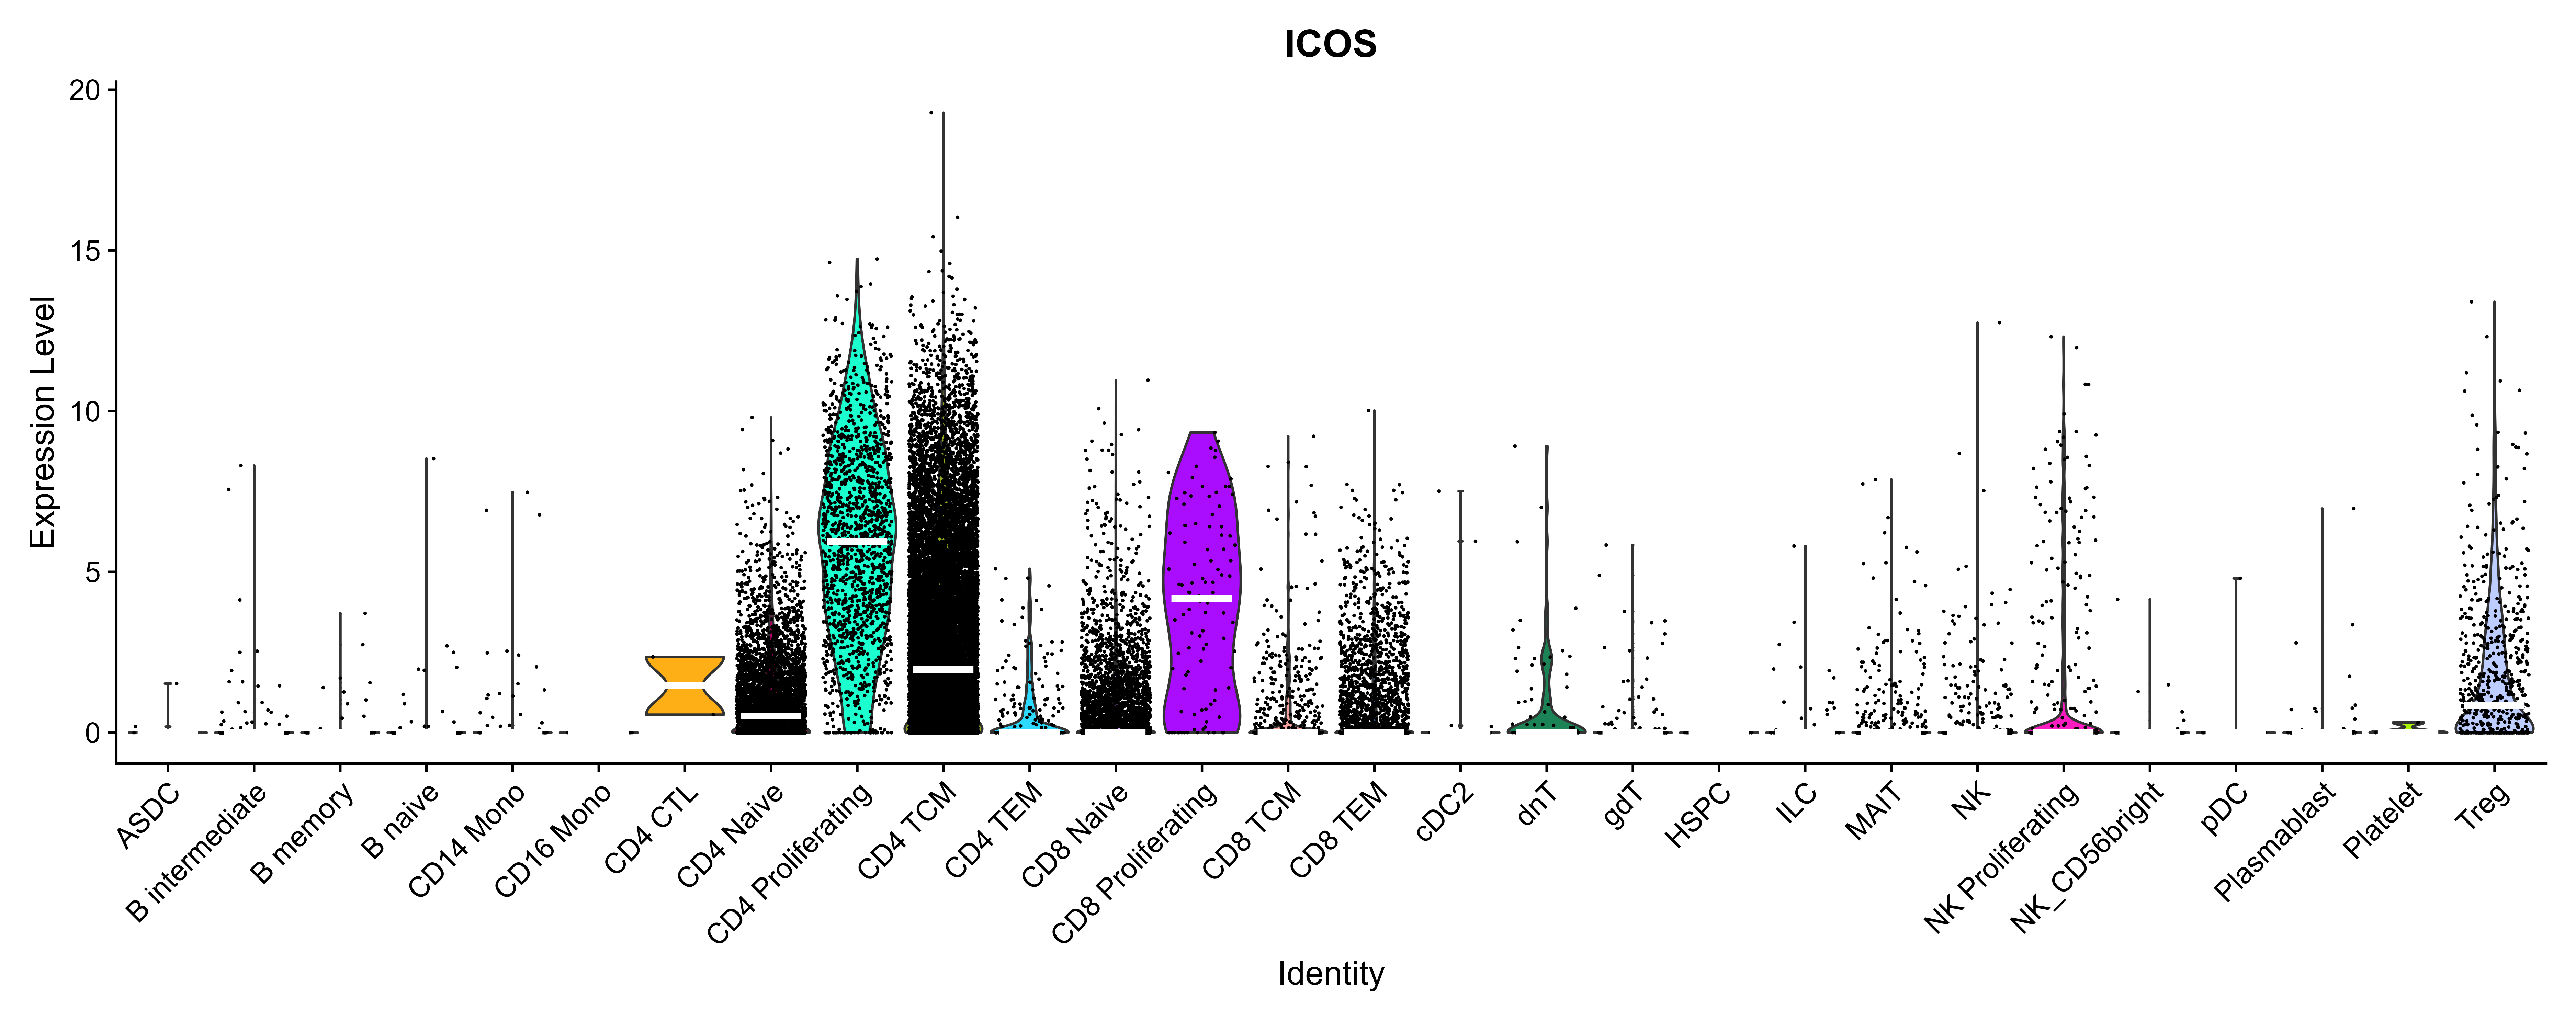 ICOS
Expression Level
20
15
10
5
0
ASDC
B intermediate
B memory
B naive
CD14 Mono
CD16 Mono
CD4 CTL
CD4 Naive
CD4 Proliferating
CD4 TCM
CD4 TEM
CD8 Naive
CD8 Proliferating
CD8 TCM
CD8 TEM
cDC2
dnT
gdT
HSPC
ILC
MAIT
NK
NK Proliferating
NK_CD56bright
pDC
Plasmablast
Platelet
Treg
Identity